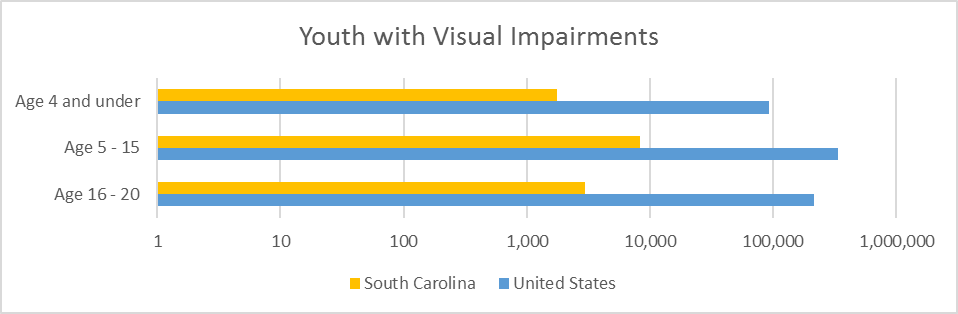 Youth with Visual Impairments
Age 4 and under
Age 5 - 15
Age 16 - 20
1 10 100 1,000 10,000 100,000 1,000,000
South Carolina United States